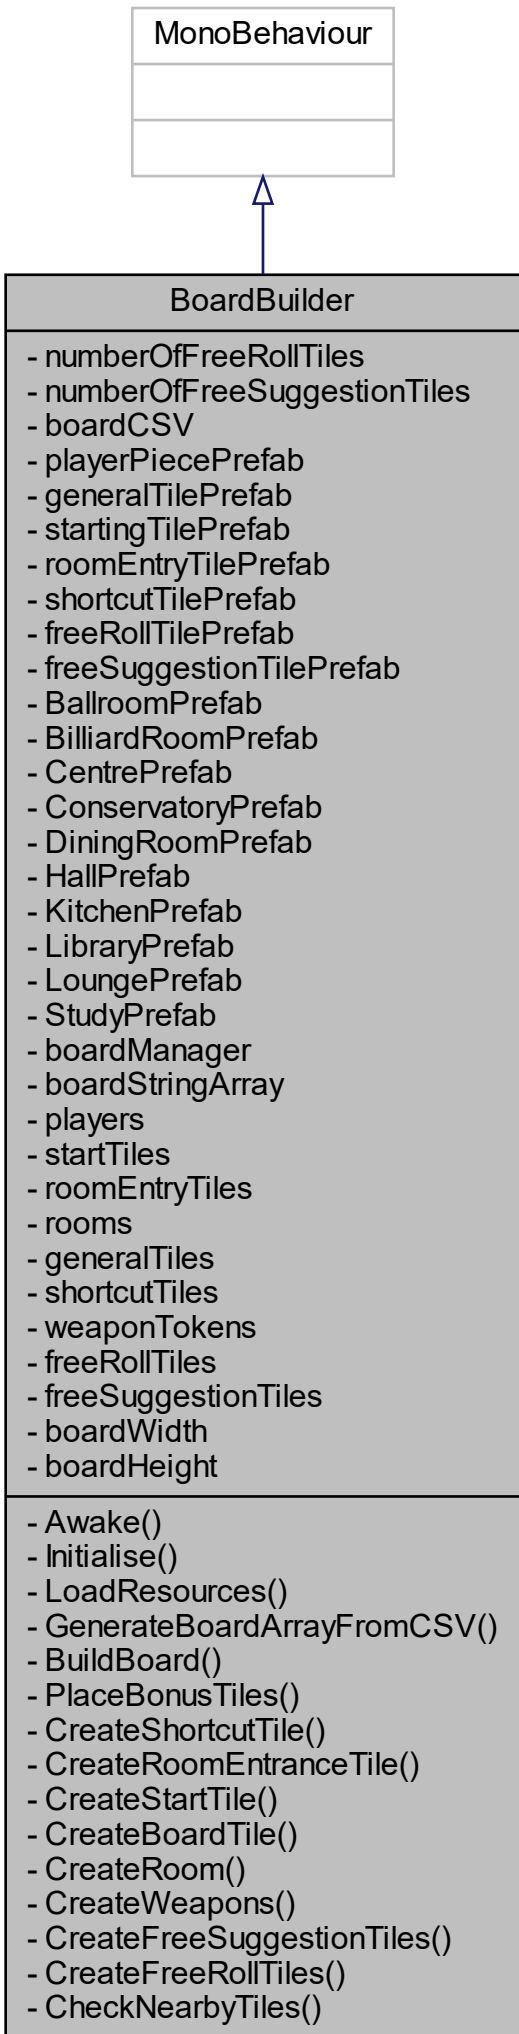 MonoBehaviour
BoardBuilder
- numberOfFreeRollTiles
- numberOfFreeSuggestionTiles
- boardCSV
- playerPiecePrefab
- generalTilePrefab
- startingTilePrefab
- roomEntryTilePrefab
- shortcutTilePrefab
- freeRollTilePrefab
- freeSuggestionTilePrefab
- BallroomPrefab
- BilliardRoomPrefab
- CentrePrefab
- ConservatoryPrefab
- DiningRoomPrefab
- HallPrefab
- KitchenPrefab
- LibraryPrefab
- LoungePrefab
- StudyPrefab
- boardManager
- boardStringArray
- players
- startTiles
- roomEntryTiles
- rooms
- generalTiles
- shortcutTiles
- weaponTokens
- freeRollTiles
- freeSuggestionTiles
- boardWidth
- boardHeight
- Awake()
- Initialise()
- LoadResources()
- GenerateBoardArrayFromCSV()
- BuildBoard()
- PlaceBonusTiles()
- CreateShortcutTile()
- CreateRoomEntranceTile()
- CreateStartTile()
- CreateBoardTile()
- CreateRoom()
- CreateWeapons()
- CreateFreeSuggestionTiles()
- CreateFreeRollTiles()
- CheckNearbyTiles()